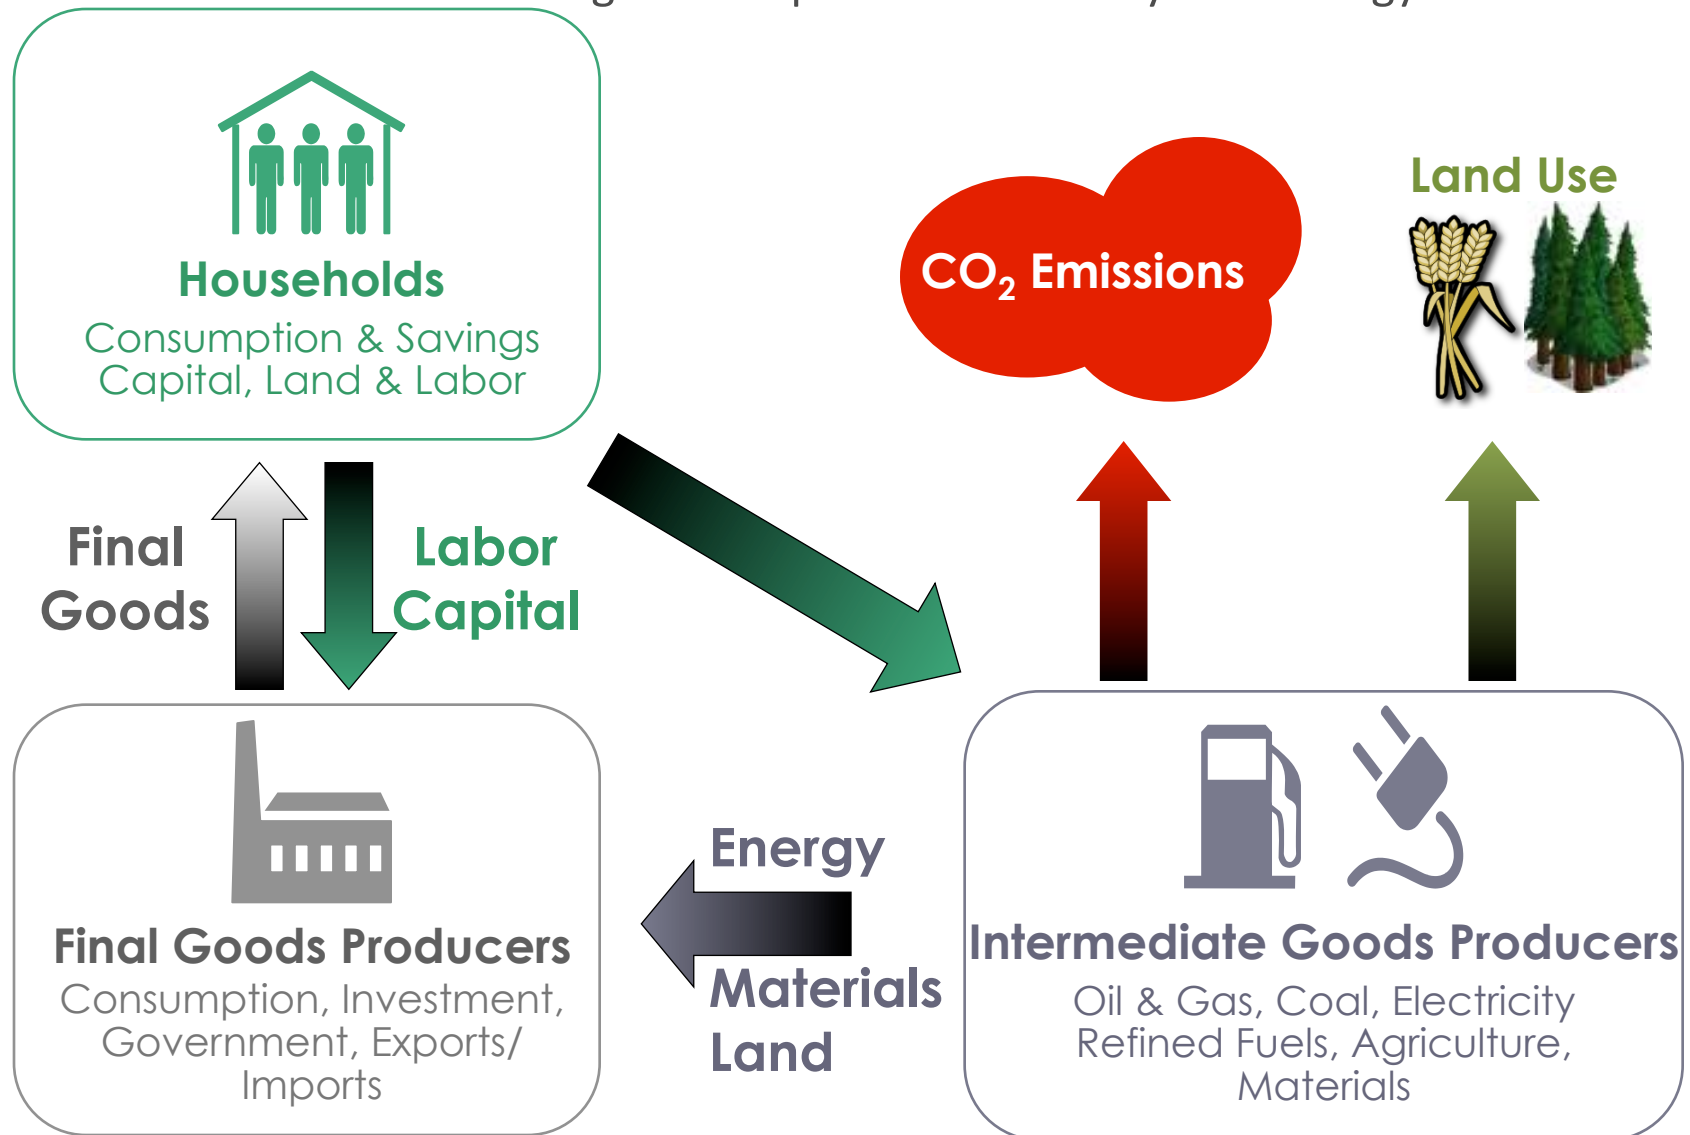 Households
Consumption & Savings
Capital, Land & Labor
CO₂ Emissions
Land Use
Final
Goods
Labor
Capital
Final Goods Producers
Consumption, Investment,
Government, Exports/
Imports
Energy
Materials
Land
Intermediate Goods Producers
Oil & Gas, Coal, Electricity
Refined Fuels, Agriculture,
Materials